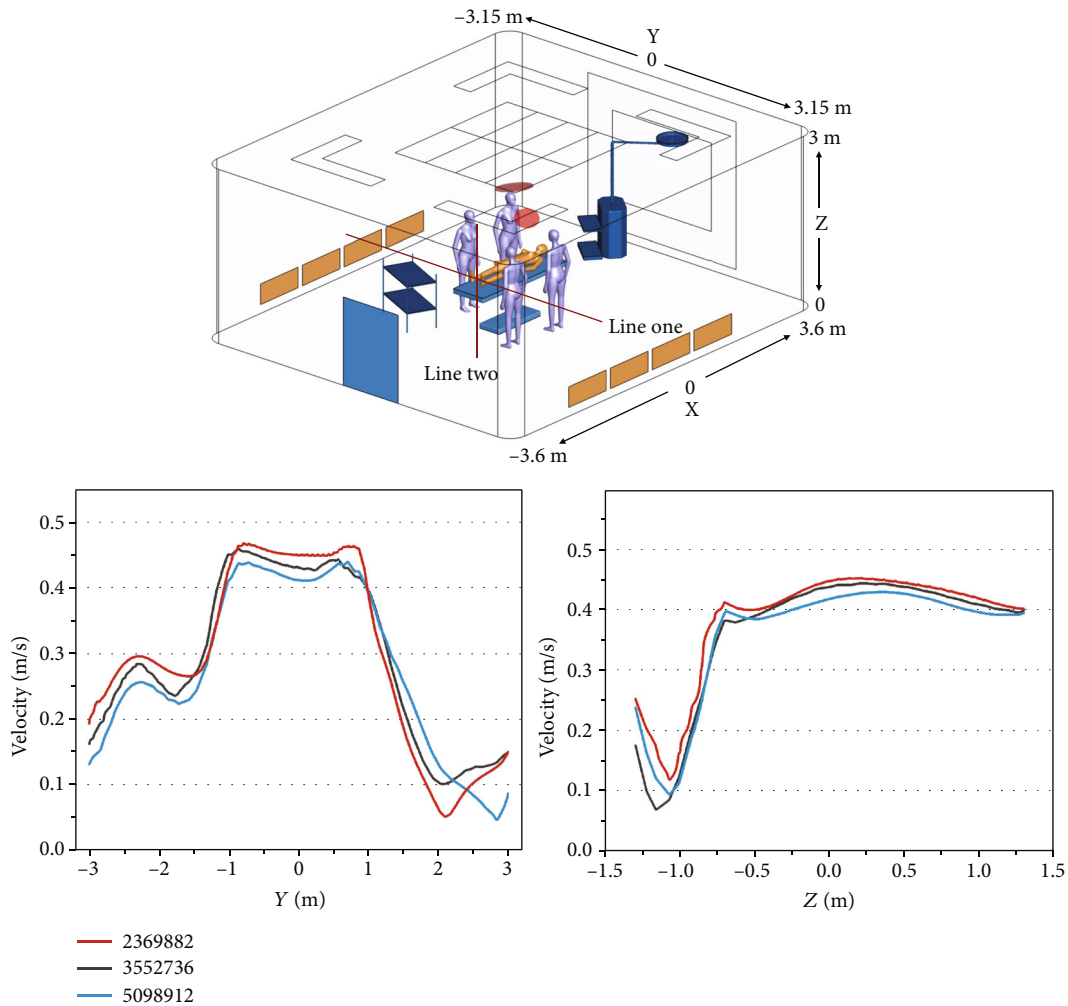 –3.15 m
Y
0
3.15 m
3 m
Z
0
3.6 m
Line one
Line two
0
X
–3.6 m
0.5
0.4
0.3
0.2
0.1
0.0
Velocity (m/s)
–3 –2 –1 0 1 2 3
Y (m)
0.5
0.4
0.3
0.2
0.1
0.0
Velocity (m/s)
–1.5 –1.0 –0.5 0.0 0.5 1.0 1.5
Z (m)
2369882
3552736
5098912